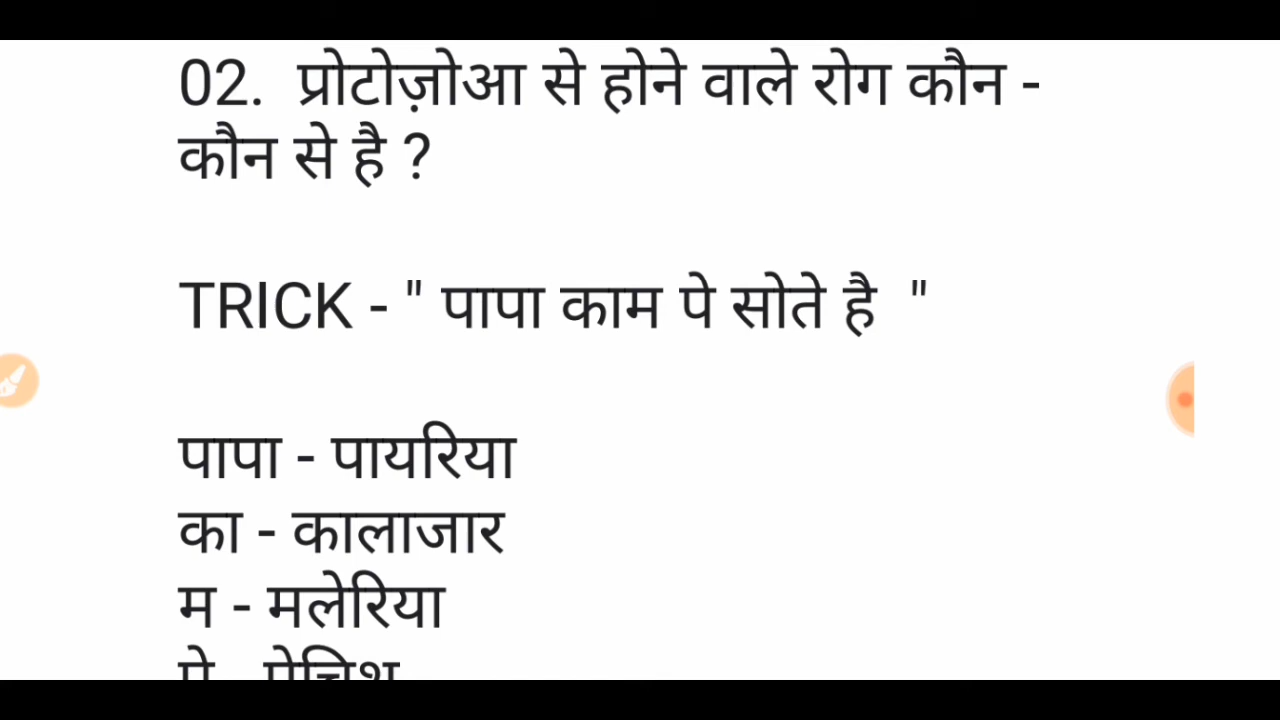 02. प्रोटोज़ोआ से होने वाले रोग कौन -
कौन से है ?
TRICK - " पापा काम पे सोते है "
पापा - पायरिया
का - कालाजार
म - मलेरिया
पे - पेचिश